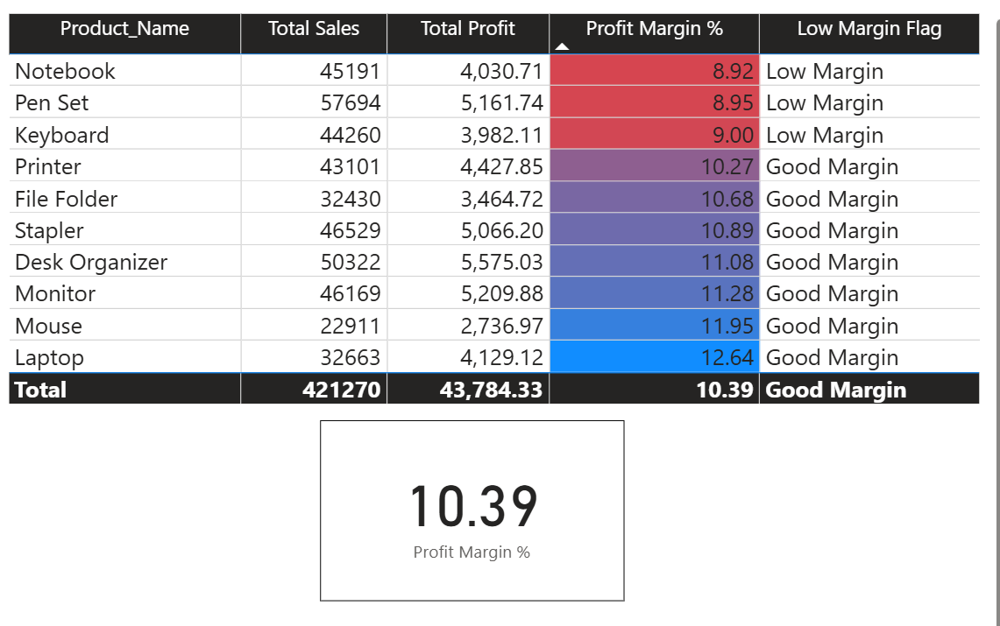 Product_Name Total Sales Total Profit Profit Margin % Low Margin Flag
Notebook 45191 4,030.71 8.92 Low Margin
Pen Set 57694 5,161.74 8.95 Low Margin
Keyboard 44260 3,982.11 9.00 Low Margin
Printer 43101 4,427.85 10.27 Good Margin
File Folder 32430 3,464.72 10.68 Good Margin
Stapler 46529 5,066.20 10.89 Good Margin
Desk Organizer 50322 5,575.03 11.08 Good Margin
Monitor 46169 5,209.88 11.28 Good Margin
Mouse 22911 2,736.97 11.95 Good Margin
Laptop 32663 4,129.12 12.64 Good Margin
Total 421270 43,784.33 10.39 Good Margin
10.39
Profit Margin %